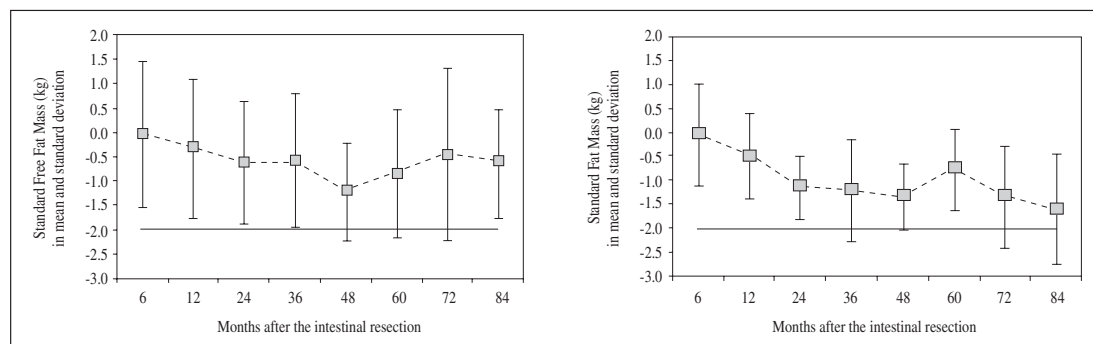 Standard Free Fat Mass (kg)
in mean and standard deviation
2.0
1.5
1.0
0.5
0.0
-0.5
-1.0
-1.5
-2.0
-2.5
-3.0
6 12 24 36 48 60 72 84
Months after the intestinal resection
Standard Fat Mass (kg)
in mean and standard deviation
2.0
1.5
1.0
0.5
0.0
-0.5
-1.0
-1.5
-2.0
-2.5
-3.0
6 12 24 36 48 60 72 84
Months after the intestinal resection